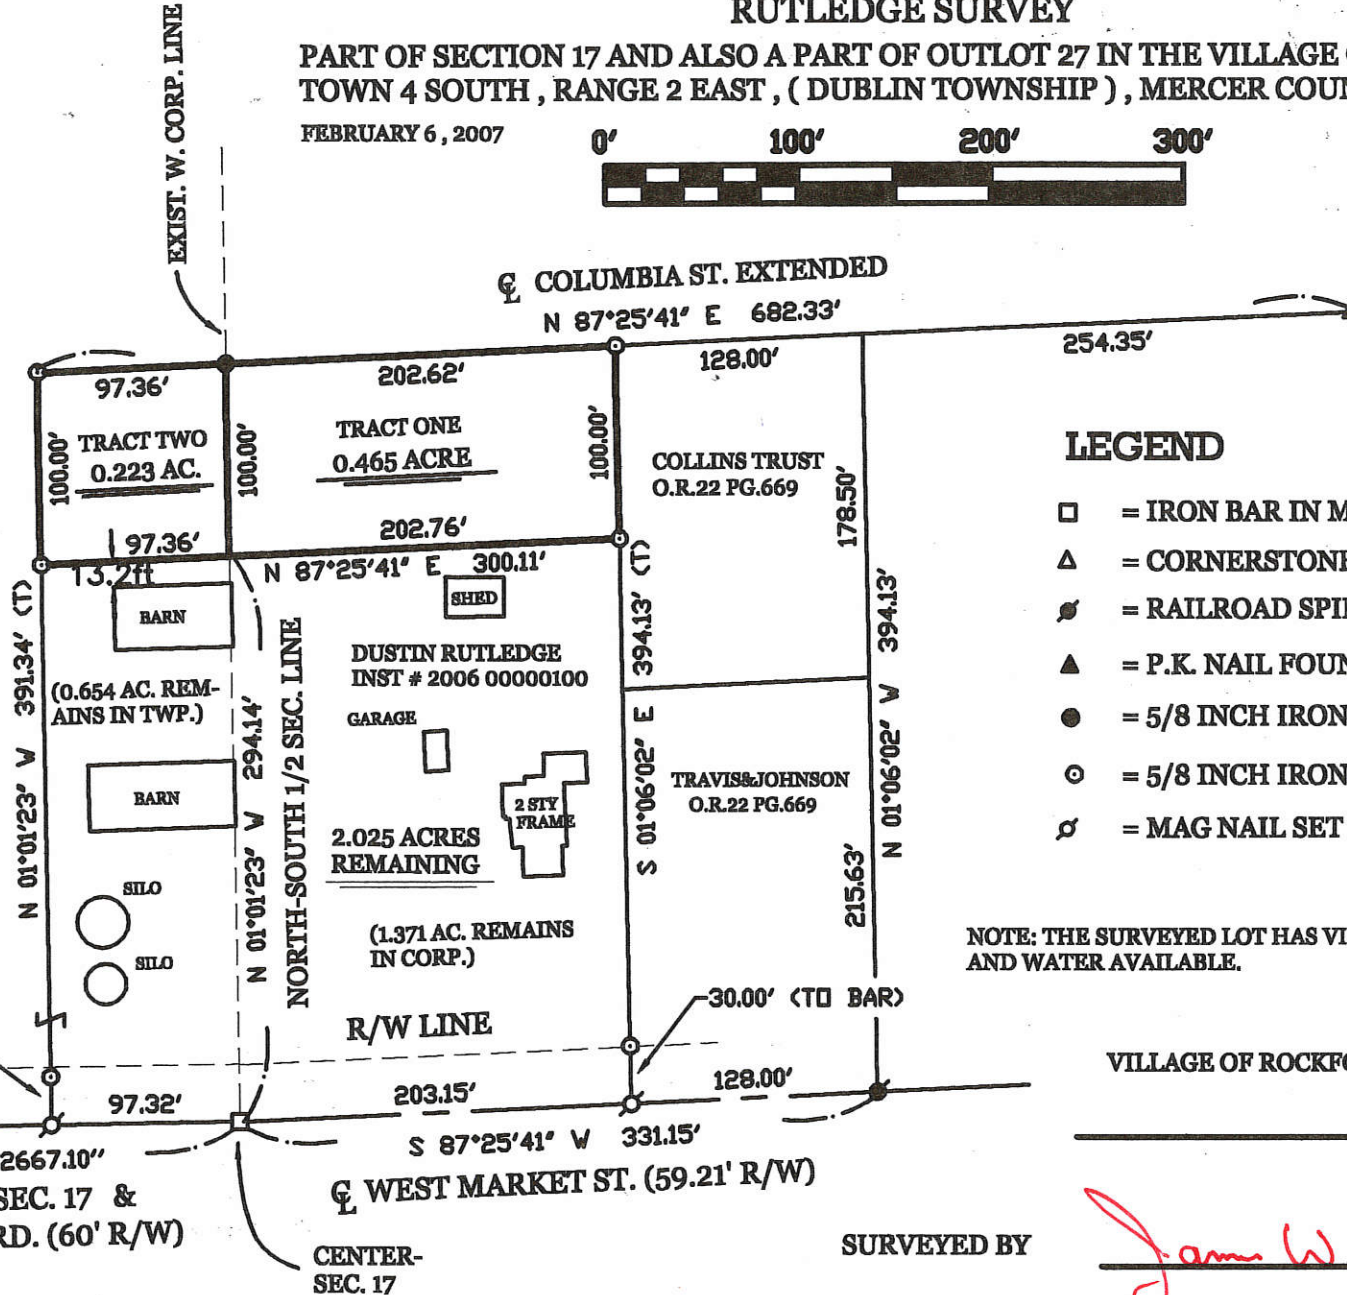 RUTLEDGE SURVEY
PART OF SECTION 17 AND ALSO A PART OF OUTLOT 27 IN THE VILLAGE
TOWN 4 SOUTH , RANGE 2 EAST , ( DUBLIN TOWNSHIP ) , MERCER COUN
FEBRUARY 6 , 2007
0' 100' 200' 300'
EXIST. W. CORP. LINE
℄ COLUMBIA ST. EXTENDED
N 87°25'41" E 682.33'
97.36'
202.62'
128.00'
254.35'
TRACT TWO
0.223 AC.
100.00'
100.00'
TRACT ONE
0.465 ACRE
100.00'
COLLINS TRUST
O.R.22 PG.669
178.50'
97.36'
202.76'
13.2ft
N 87°25'41" E 300.11'
BARN
SHED
N 01°01'23" W 391.34' (T)
394.13' (T)
S 01°06'02" E
N 01°06'02" W 394.13'
DUSTIN RUTLEDGE
INST # 2006 00000100
(0.654 AC. REM-
AINS IN TWP.)
GARAGE
N 01°01'23" W 294.14'
NORTH-SOUTH 1/2 SEC. LINE
BARN
2 STY
FRAME
TRAVIS&JOHNSON
O.R.22 PG.669
2.025 ACRES
REMAINING
215.63'
SILO
SILO
(1.371 AC. REMAINS
IN CORP.)
30.00' (TO BAR)
R/W LINE
97.32'
203.15'
128.00'
S 87°25'41" W 331.15'
2667.10"
SEC. 17 &
RD. (60' R/W)
℄ WEST MARKET ST. (59.21' R/W)
CENTER-
SEC. 17
LEGEND
= IRON BAR IN M
= CORNERSTONE
= RAILROAD SPI
= P.K. NAIL FOUN
= 5/8 INCH IRON
= 5/8 INCH IRON
= MAG NAIL SET
NOTE: THE SURVEYED LOT HAS VI
AND WATER AVAILABLE.
VILLAGE OF ROCKFO
SURVEYED BY
James W